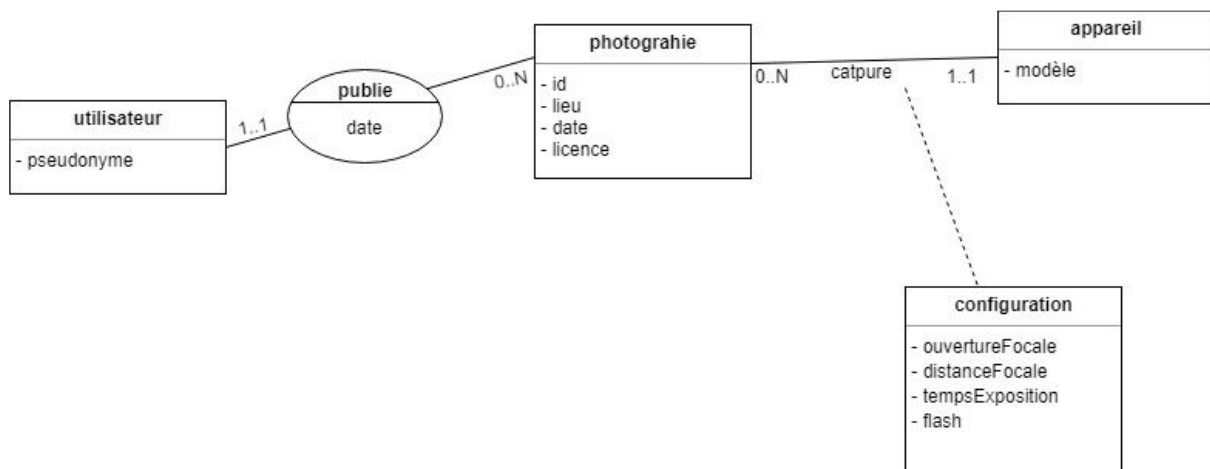 utilisateur
- pseudonyme
1..1
publie
date
0..N
photograhie
- id
- lieu
- date
- licence
0..N
catpure
1..1
appareil
- modèle
configuration
- ouvertureFocale
- distanceFocale
- tempsExposition
- flash